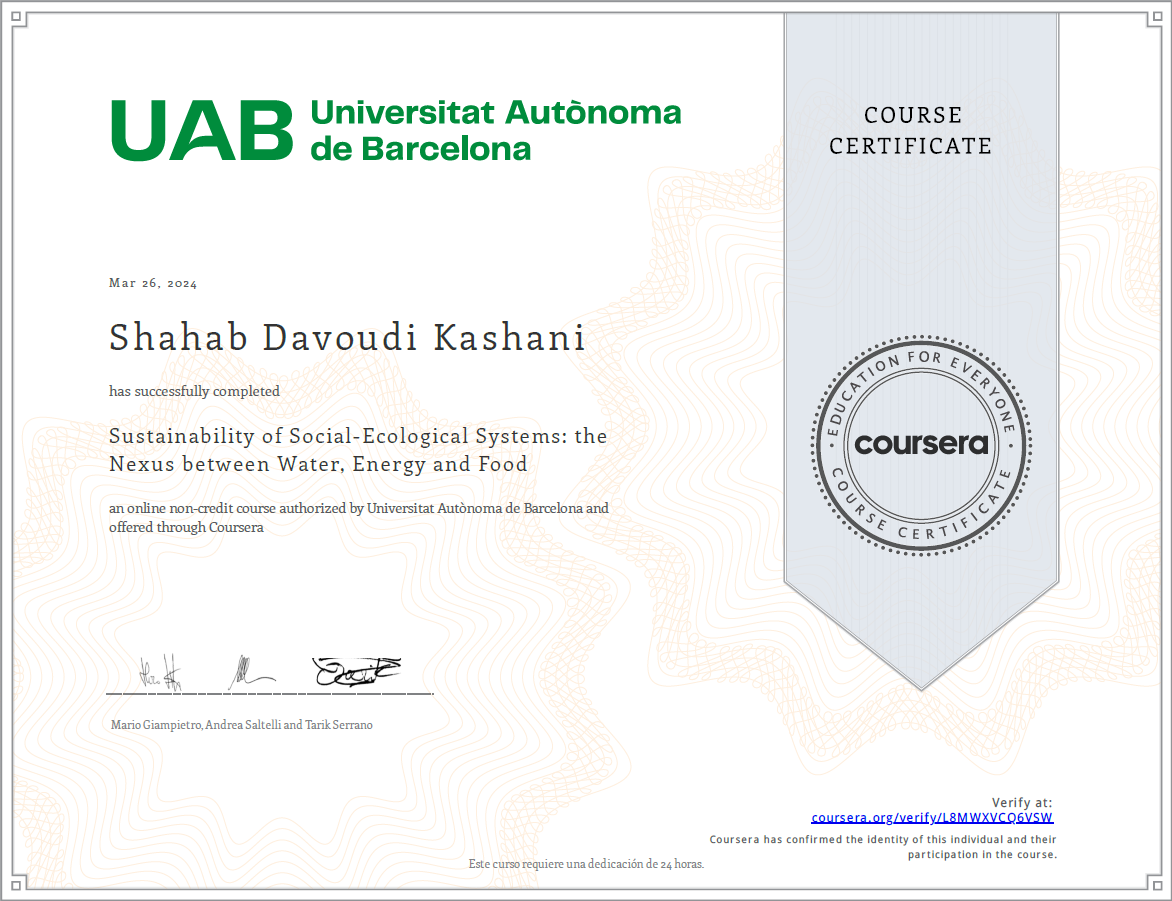 UAB Universitat Autònoma
de Barcelona
COURSE
CERTIFICATE
Mar 26, 2024
Shahab Davoudi Kashani
has successfully completed
Sustainability of Social-Ecological Systems: the
Nexus between Water, Energy and Food
an online non-credit course authorized by Universitat Autònoma de Barcelona and
offered through Coursera
EDUCATION FOR EVERYONE
coursera
COURSE CERTIFICATE
Mario Giampietro, Andrea Saltelli and Tarik Serrano
Verify at:
coursera.org/verify/L8MWXVCQ6VSW
Coursera has confirmed the identity of this individual and their
participation in the course.
Este curso requiere una dedicación de 24 horas.